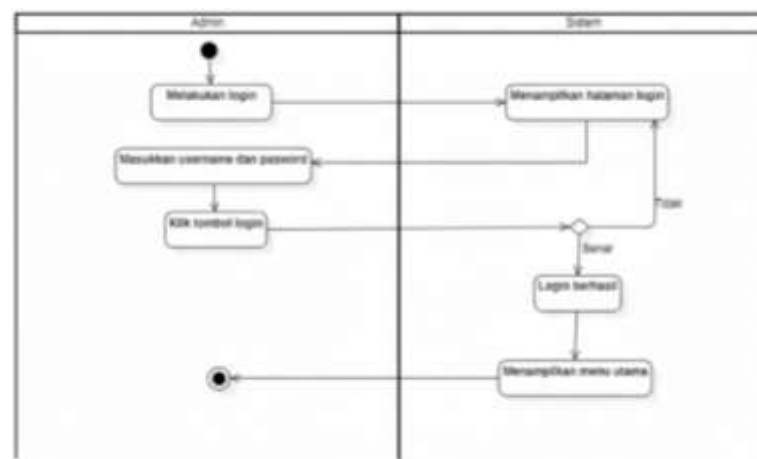 Admin
Sistem
Melakukan login
Menampilkan halaman login
Masukkan username dan password
Klik tombol login
Tidak
Benar
Login berhasil
Menampilkan menu utama